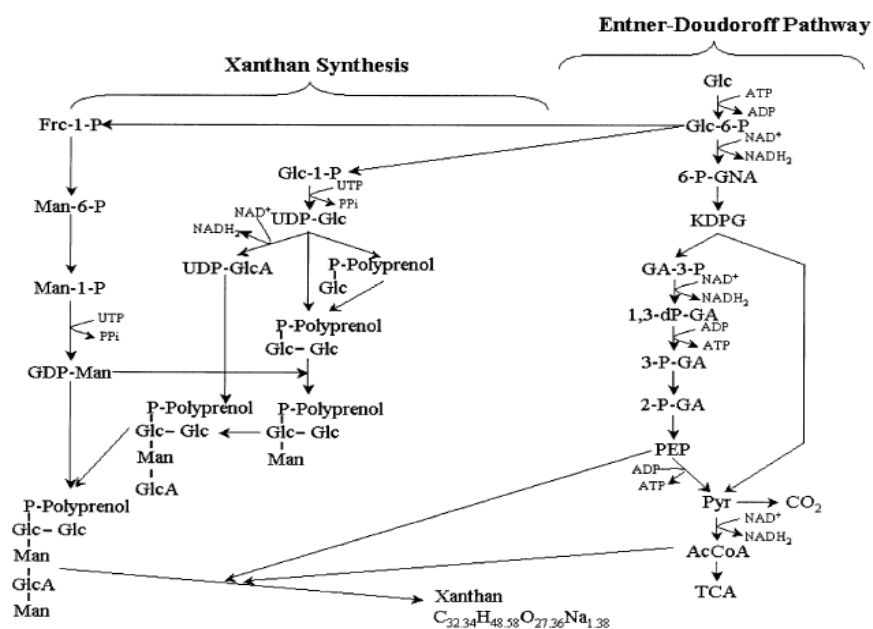 Entner-Doudoroff Pathway
Xanthan Synthesis
Glc
ATP
ADP
Frc-1-P
Glc-6-P
NAD+
NADH2
Glc-1-P
6-P-GNA
UTP
PPi
Man-6-P
NAD+
UDP-Glc
KDPG
NADH2
UDP-GlcA
P-Polyprenol
Glc
GA-3-P
NAD+
NADH2
Man-1-P
1,3-dP-GA
UTP
PPi
P-Polyprenol
Glc– Glc
ADP
ATP
3-P-GA
GDP-Man
2-P-GA
P-Polyprenol
Glc – Glc
Man
GlcA
P-Polyprenol
Glc– Glc
Man
PEP
ADP
ATP
Pyr
CO2
P-Polyprenol
Glc– Glc
Man
GlcA
Man
NAD+
NADH2
AcCoA
TCA
Xanthan
C32.34H48.58O27.36Na1.38